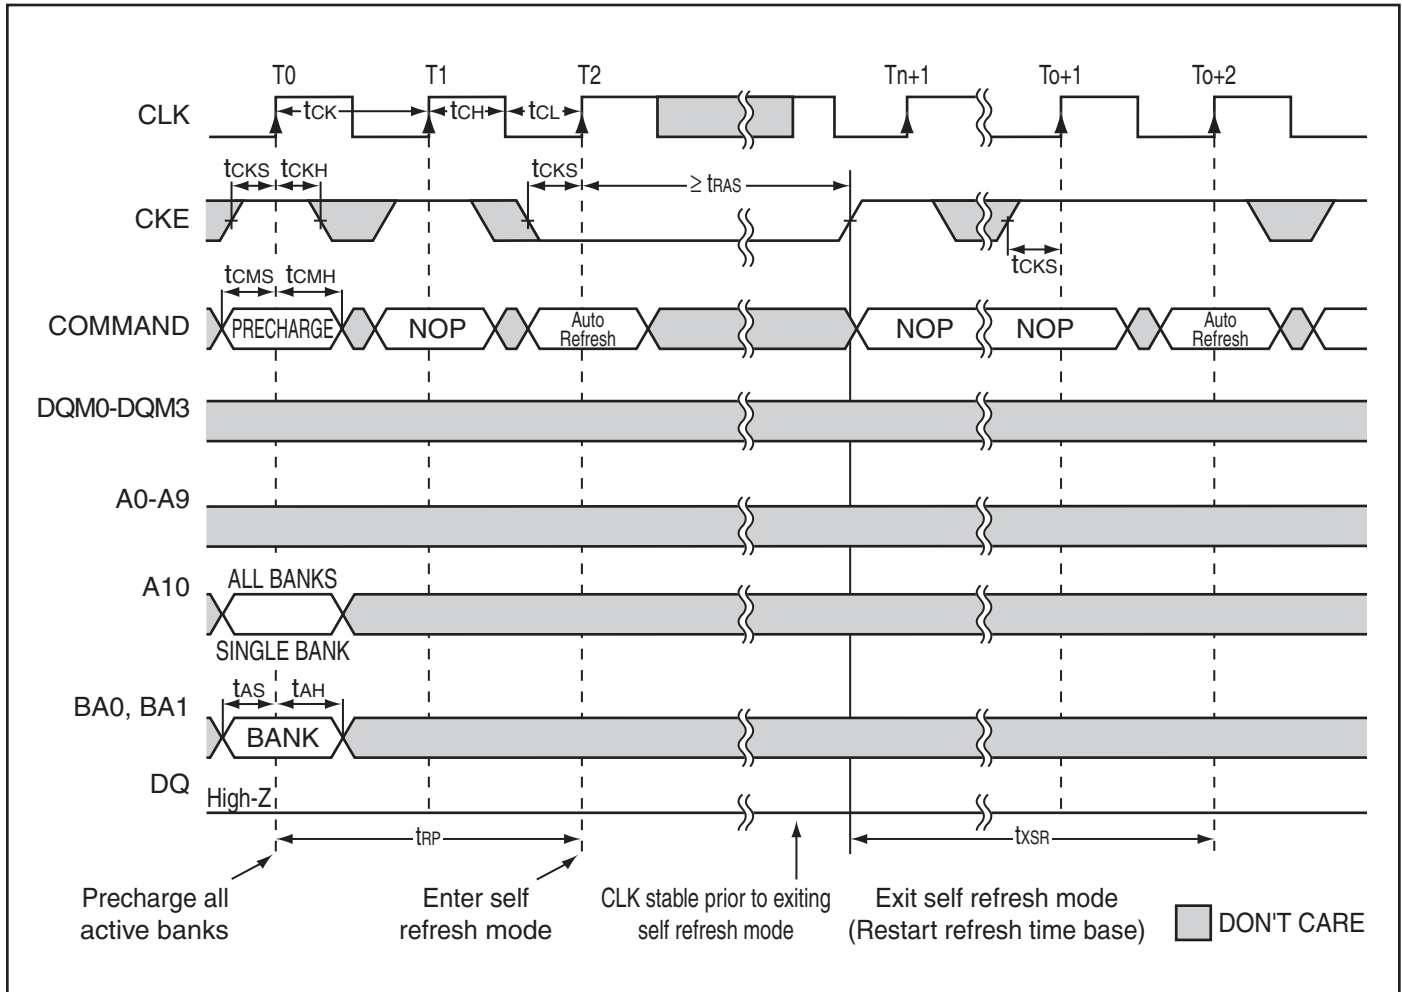 T0 T1 T2 Tn+1 To+1 To+2
CLK tCK tCH tCL
tCKS tCKH tCKS ≥ tRAS
CKE
tCKS
tCMS tCMH
COMMAND PRECHARGE NOP Auto Refresh NOP NOP Auto Refresh
DQM0-DQM3
A0-A9
A10 ALL BANKS
SINGLE BANK
tAS tAH
BA0, BA1 BANK
DQ High-Z
tRP tXSR
Precharge all
active banks
Enter self
refresh mode
CLK stable prior to exiting
self refresh mode
Exit self refresh mode
(Restart refresh time base)
DON'T CARE